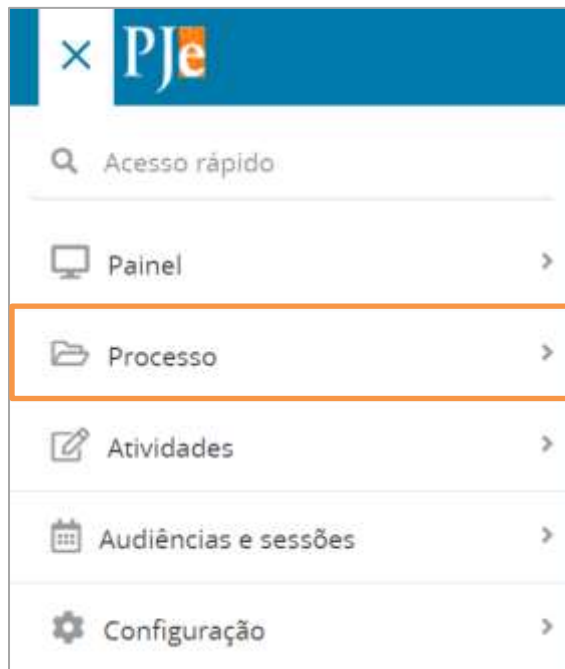 PJe
Acesso rápido
Painel
Processo
Atividades
Audiências e sessões
Configuração